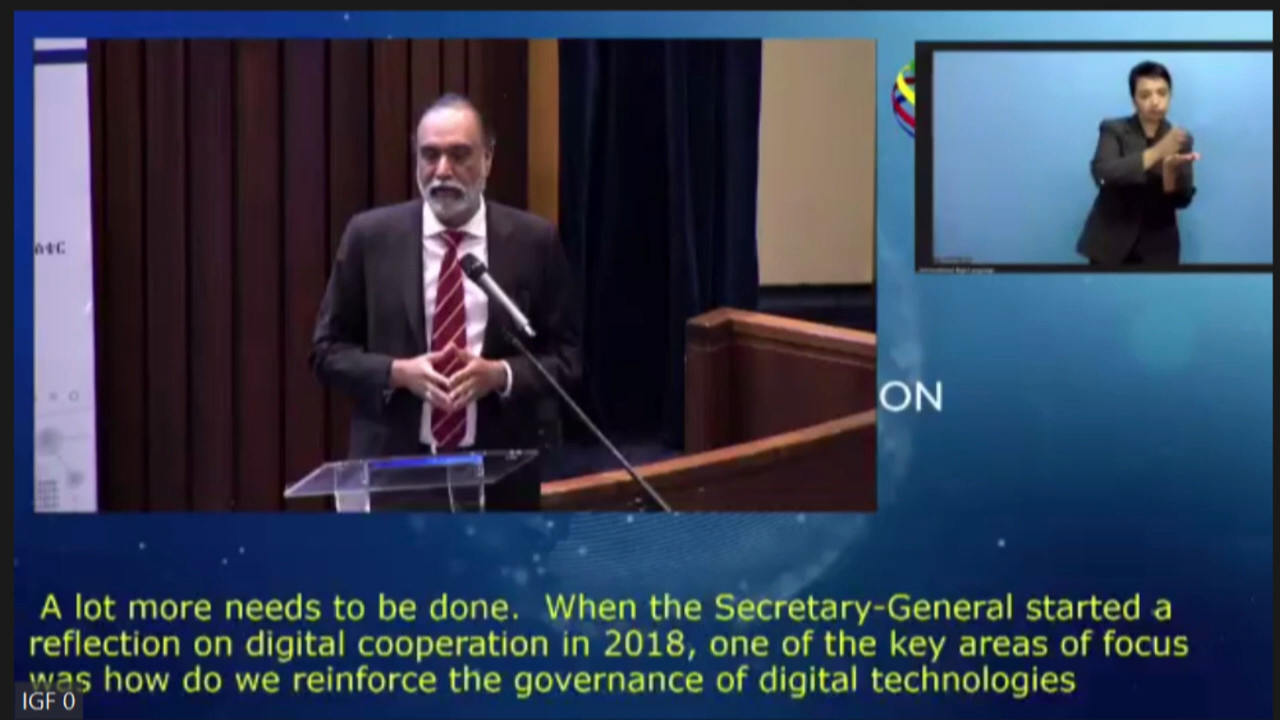 ON
A lot more needs to be done. When the Secretary-General started a
reflection on digital cooperation in 2018, one of the key areas of focus
was how do we reinforce the governance of digital technologies
IGF 0